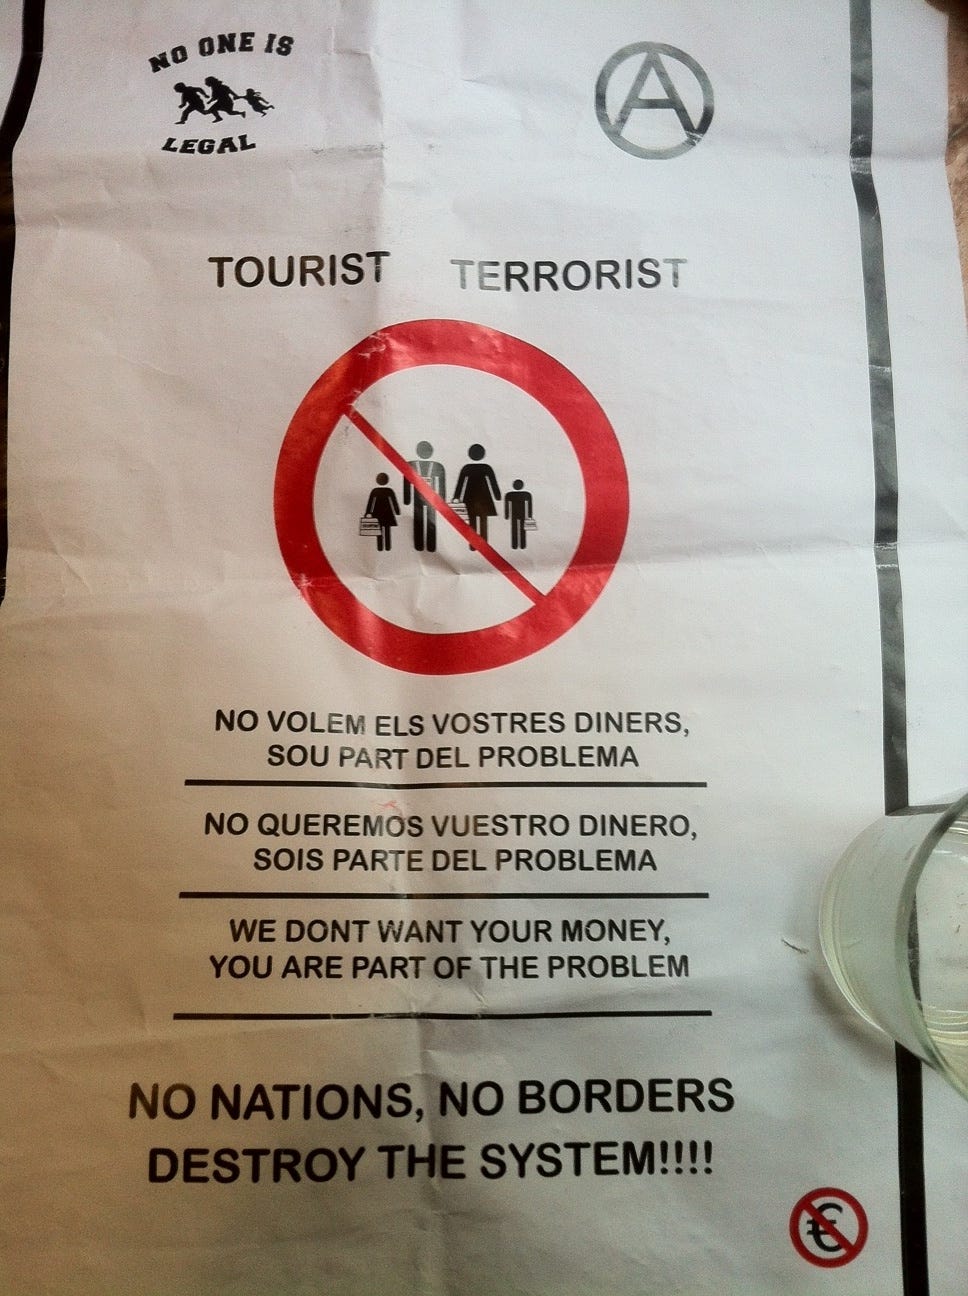 NO ONE IS
LEGAL
TOURIST TERRORIST
NO VOLEM ELS VOSTRES DINERS,
SOU PART DEL PROBLEMA
NO QUEREMOS VUESTRO DINERO,
SOIS PARTE DEL PROBLEMA
WE DONT WANT YOUR MONEY,
YOU ARE PART OF THE PROBLEM
NO NATIONS, NO BORDERS
DESTROY THE SYSTEM!!!!
€